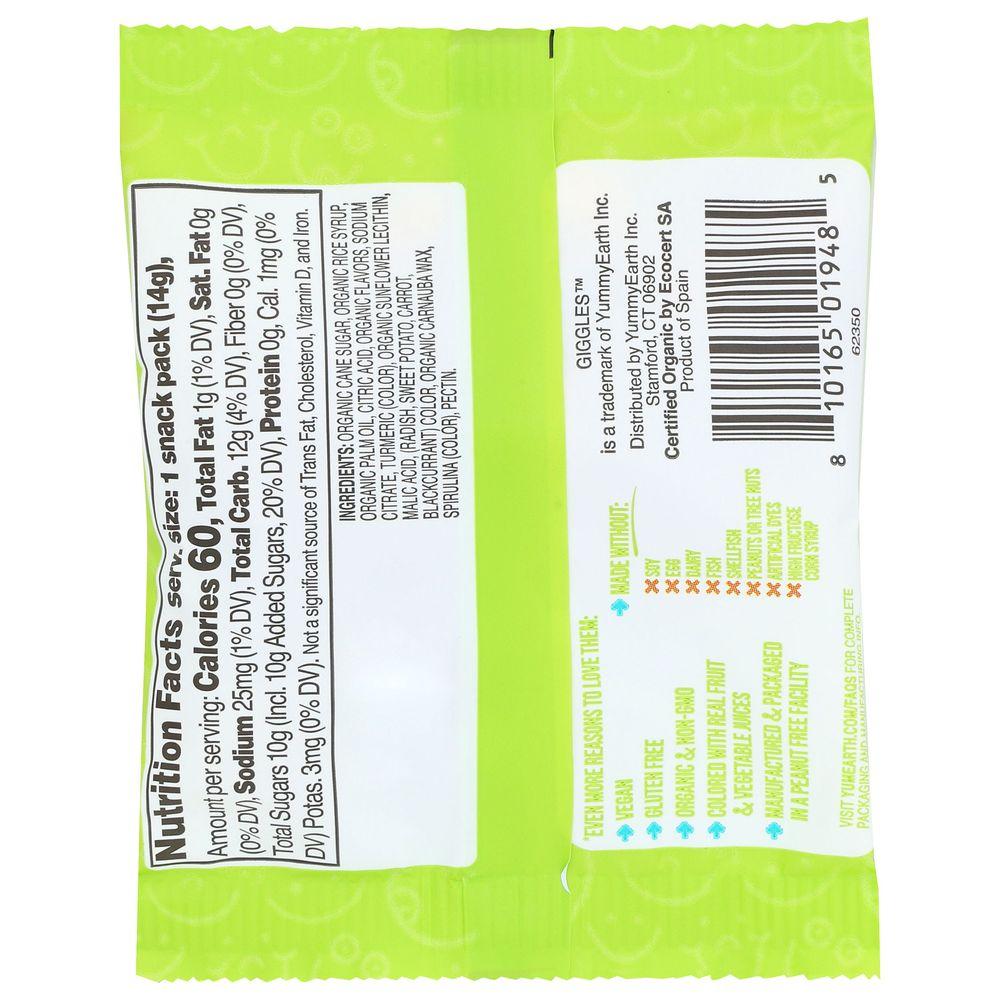 Nutrition Facts serv. size: 1 snack pack (14g),
Amount per serving: Calories 60, Total Fat 1g (1% DV), Sat. Fat 0g
(0% DV), Sodium 25mg (1% DV), Total Carb. 12g (4% DV), Fiber 0g (0% DV),
Total Sugars 10g (Incl. 10g Added Sugars, 20% DV), Protein 0g, Cal. 1mg (0%
DV) Potas. 3mg (0% DV). Not a significant source of Trans Fat, Cholesterol, Vitamin D, and Iron.
INGREDIENTS: ORGANIC CANE SUGAR, ORGANIC RICE SYRUP,
ORGANIC PALM OIL, CITRIC ACID, ORGANIC FLAVORS, SODIUM
CITRATE, TURMERIC (COLOR), ORGANIC SUNFLOWER LECITHIN,
MALIC ACID, (RADISH, SWEET POTATO, CARROT,
BLACKCURRANT) COLOR, ORGANIC CARNAUBA WAX,
SPIRULINA (COLOR), PECTIN.
GIGGLES™
is a trademark of YummyEarth Inc.
Distributed by YummyEarth Inc.
Stamford, CT 06902
Certified Organic by Ecocert SA
Product of Spain
8 10165 01948 5
62350
*EVEN MORE REASONS TO LOVE THEM:
VEGAN
GLUTEN FREE
ORGANIC & NON-GMO
COLORED WITH REAL FRUIT
& VEGETABLE JUICES
MANUFACTURED & PACKAGED
IN A PEANUT FREE FACILITY
MADE WITHOUT:
SOY
EGG
DAIRY
FISH
SHELLFISH
PEANUTS OR TREE NUTS
ARTIFICIAL DYES
HIGH FRUCTOSE
CORN SYRUP
VISIT YUMEARTH.COM/FAQS FOR COMPLETE
PACKAGING AND MANUFACTURING INFO.